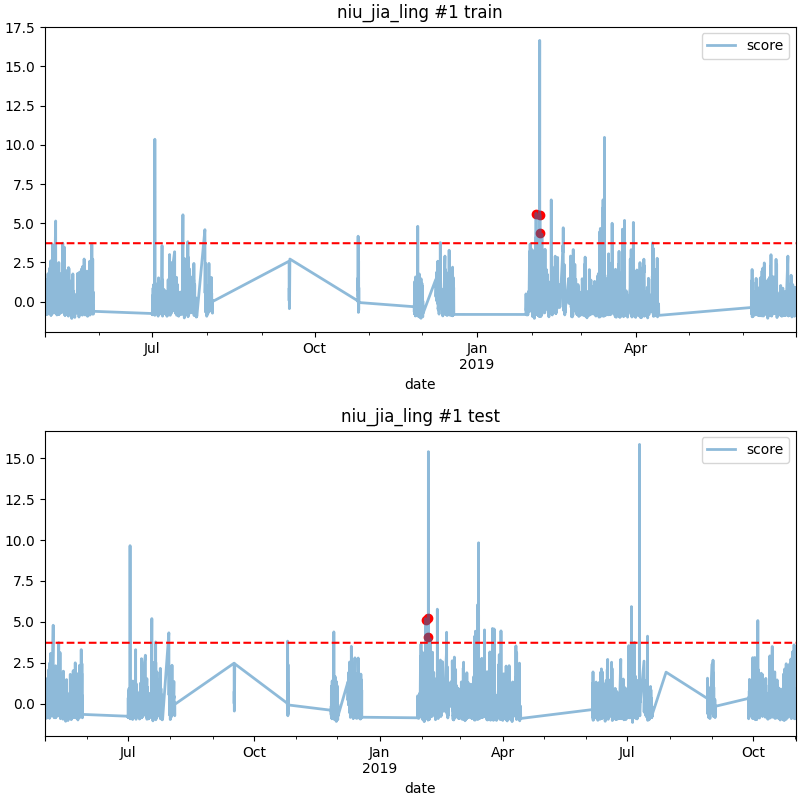 niu_jia_ling #1 train
17.5
15.0
12.5
10.0
7.5
5.0
2.5
0.0
score
Jul Oct Jan Apr
2019
date
niu_jia_ling #1 test
15.0
12.5
10.0
7.5
5.0
2.5
0.0
score
Jul Oct Jan Apr Jul Oct
2019
date